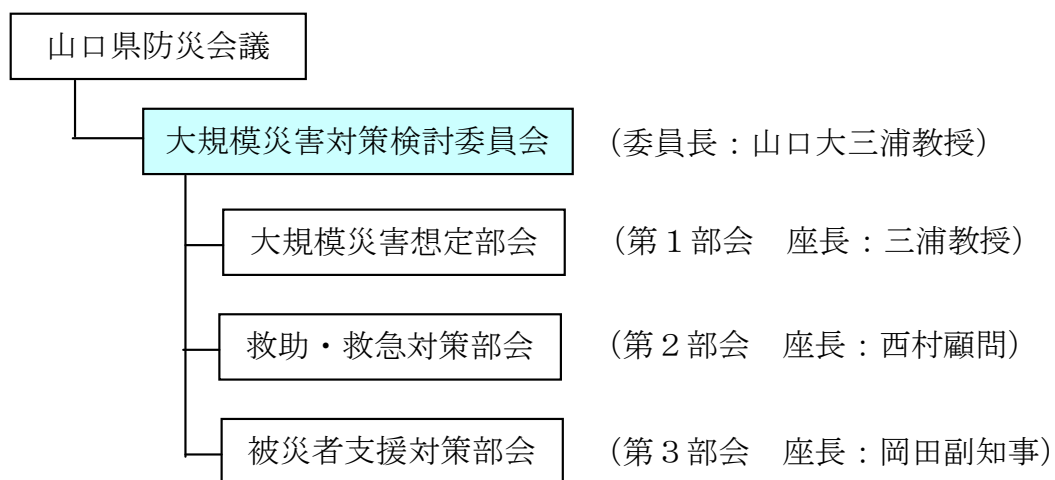 山口県防災会議
大規模災害対策検討委員会 （委員長：山口大三浦教授）
大規模災害想定部会 （第１部会　座長：三浦教授）
救助・救急対策部会 （第２部会　座長：西村顧問）
被災者支援対策部会 （第３部会　座長：岡田副知事）